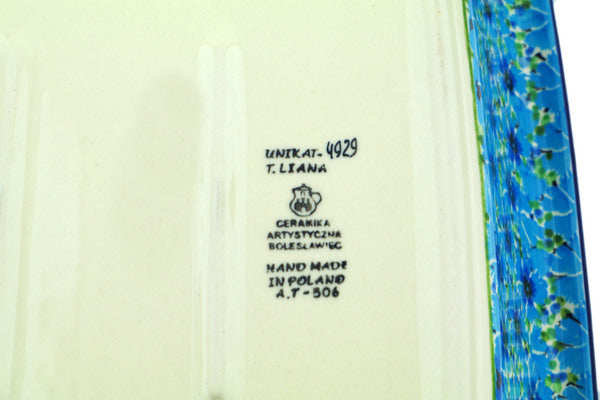 UNIKAT-4929
T. LIANA
CERAMIKA
ARTYSTYCZNA
BOLESŁAWIEC
HAND MADE
IN POLAND
A.T-506